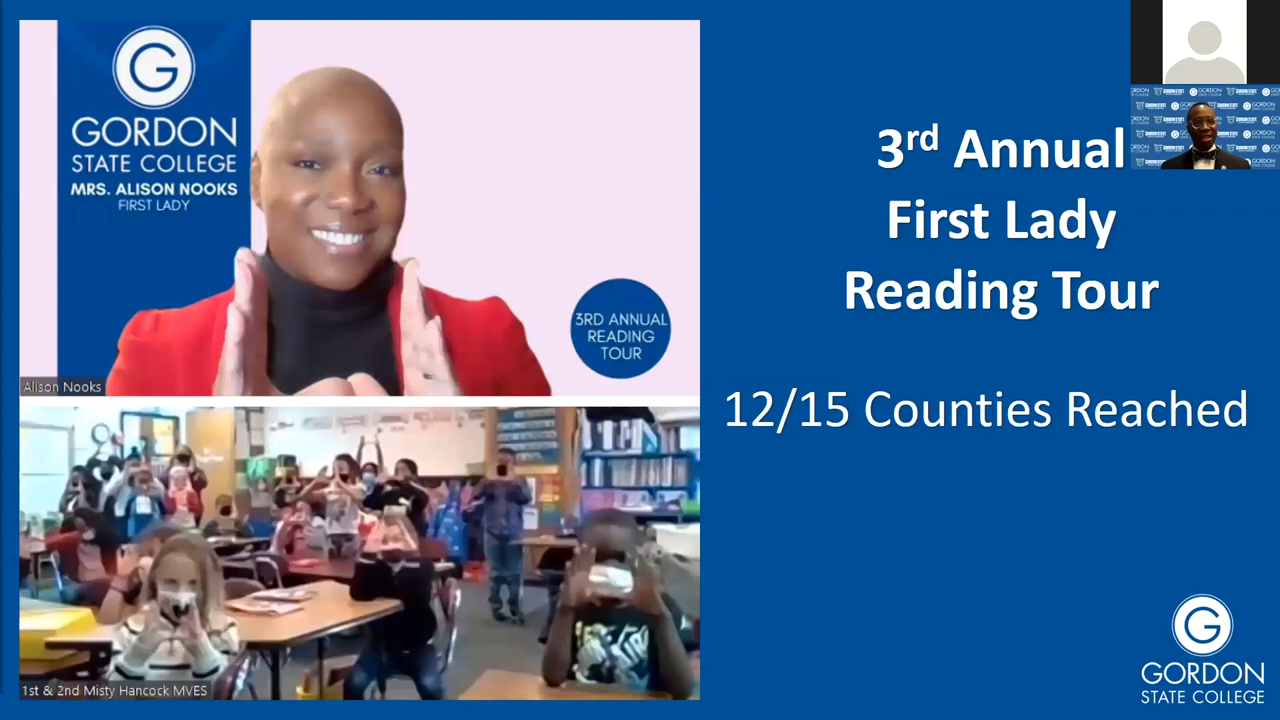 G
GORDON
STATE COLLEGE
MRS. ALISON NOOKS
FIRST LADY
3RD ANNUAL
READING
TOUR
Alison Nooks
1st & 2nd Misty Hancock MVES
3rd Annual
First Lady
Reading Tour
12/15 Counties Reached
G
GORDON
STATE COLLEGE